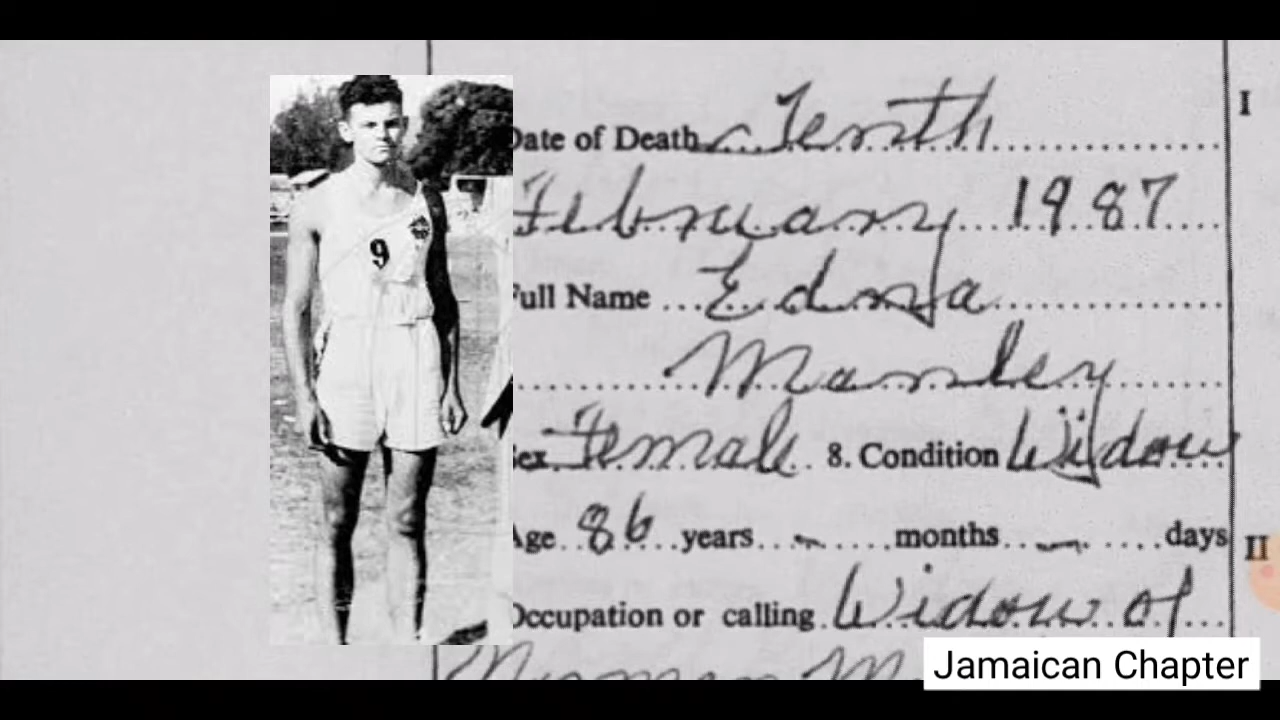 9
Date of Death Tenth
February 1987
Full Name Edna
Manley
Sex Female 8. Condition Widow
Age 86 years - months - days
Occupation or calling Widow of
Norman
I
II
Jamaican Chapter